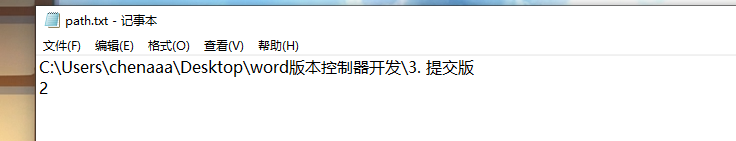 path.txt - 记事本
文件(F) 编辑(E) 格式(O) 查看(V) 帮助(H)
C:\Users\chenaaa\Desktop\word版本控制器开发\3. 提交版
2